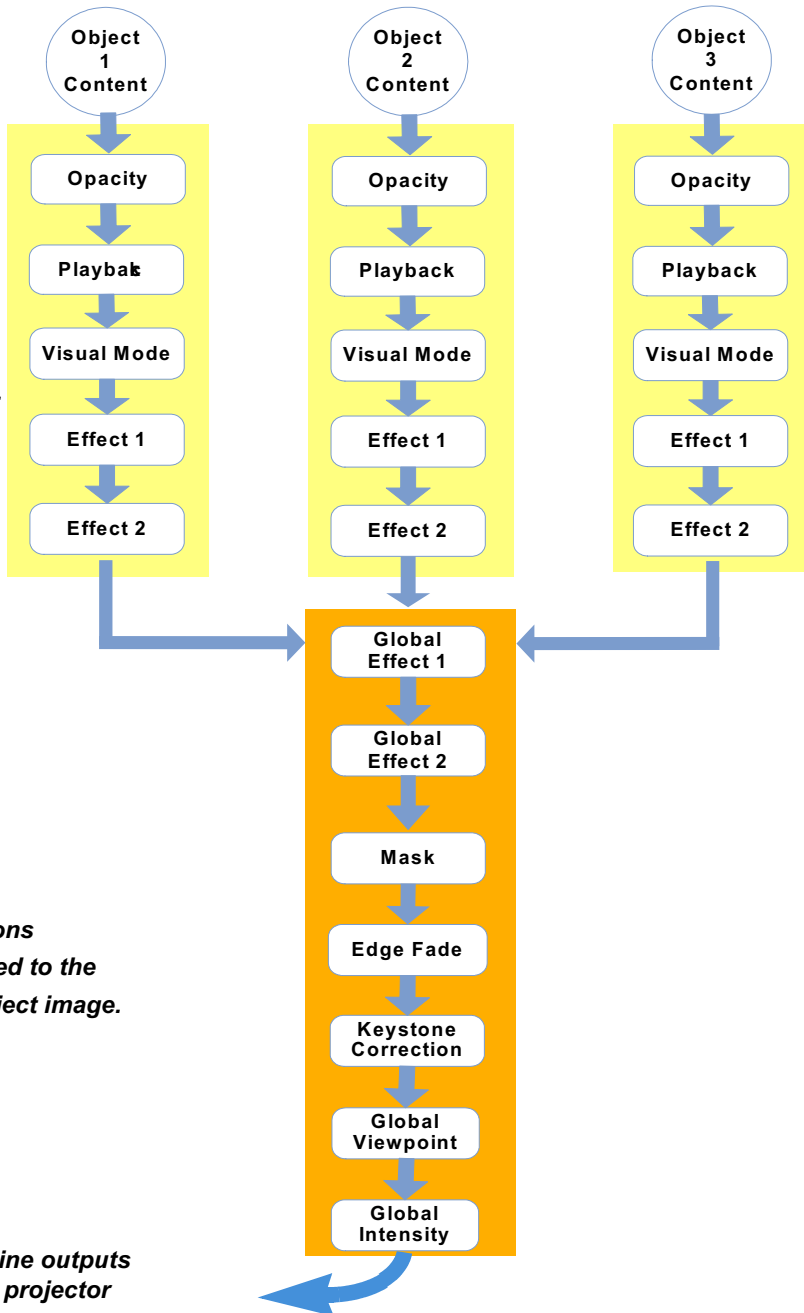 Object
1
Content
Opacity
Playback
Visual Mode
Effect 1
Effect 2
Object
2
Content
Opacity
Playback
Visual Mode
Effect 1
Effect 2
Object
3
Content
Opacity
Playback
Visual Mode
Effect 1
Effect 2
Global
Effect 1
Global
Effect 2
Mask
Edge Fade
Keystone
Correction
Global
Viewpoint
Global
Intensity
ons
ed to the
ject image.
ine outputs
projector